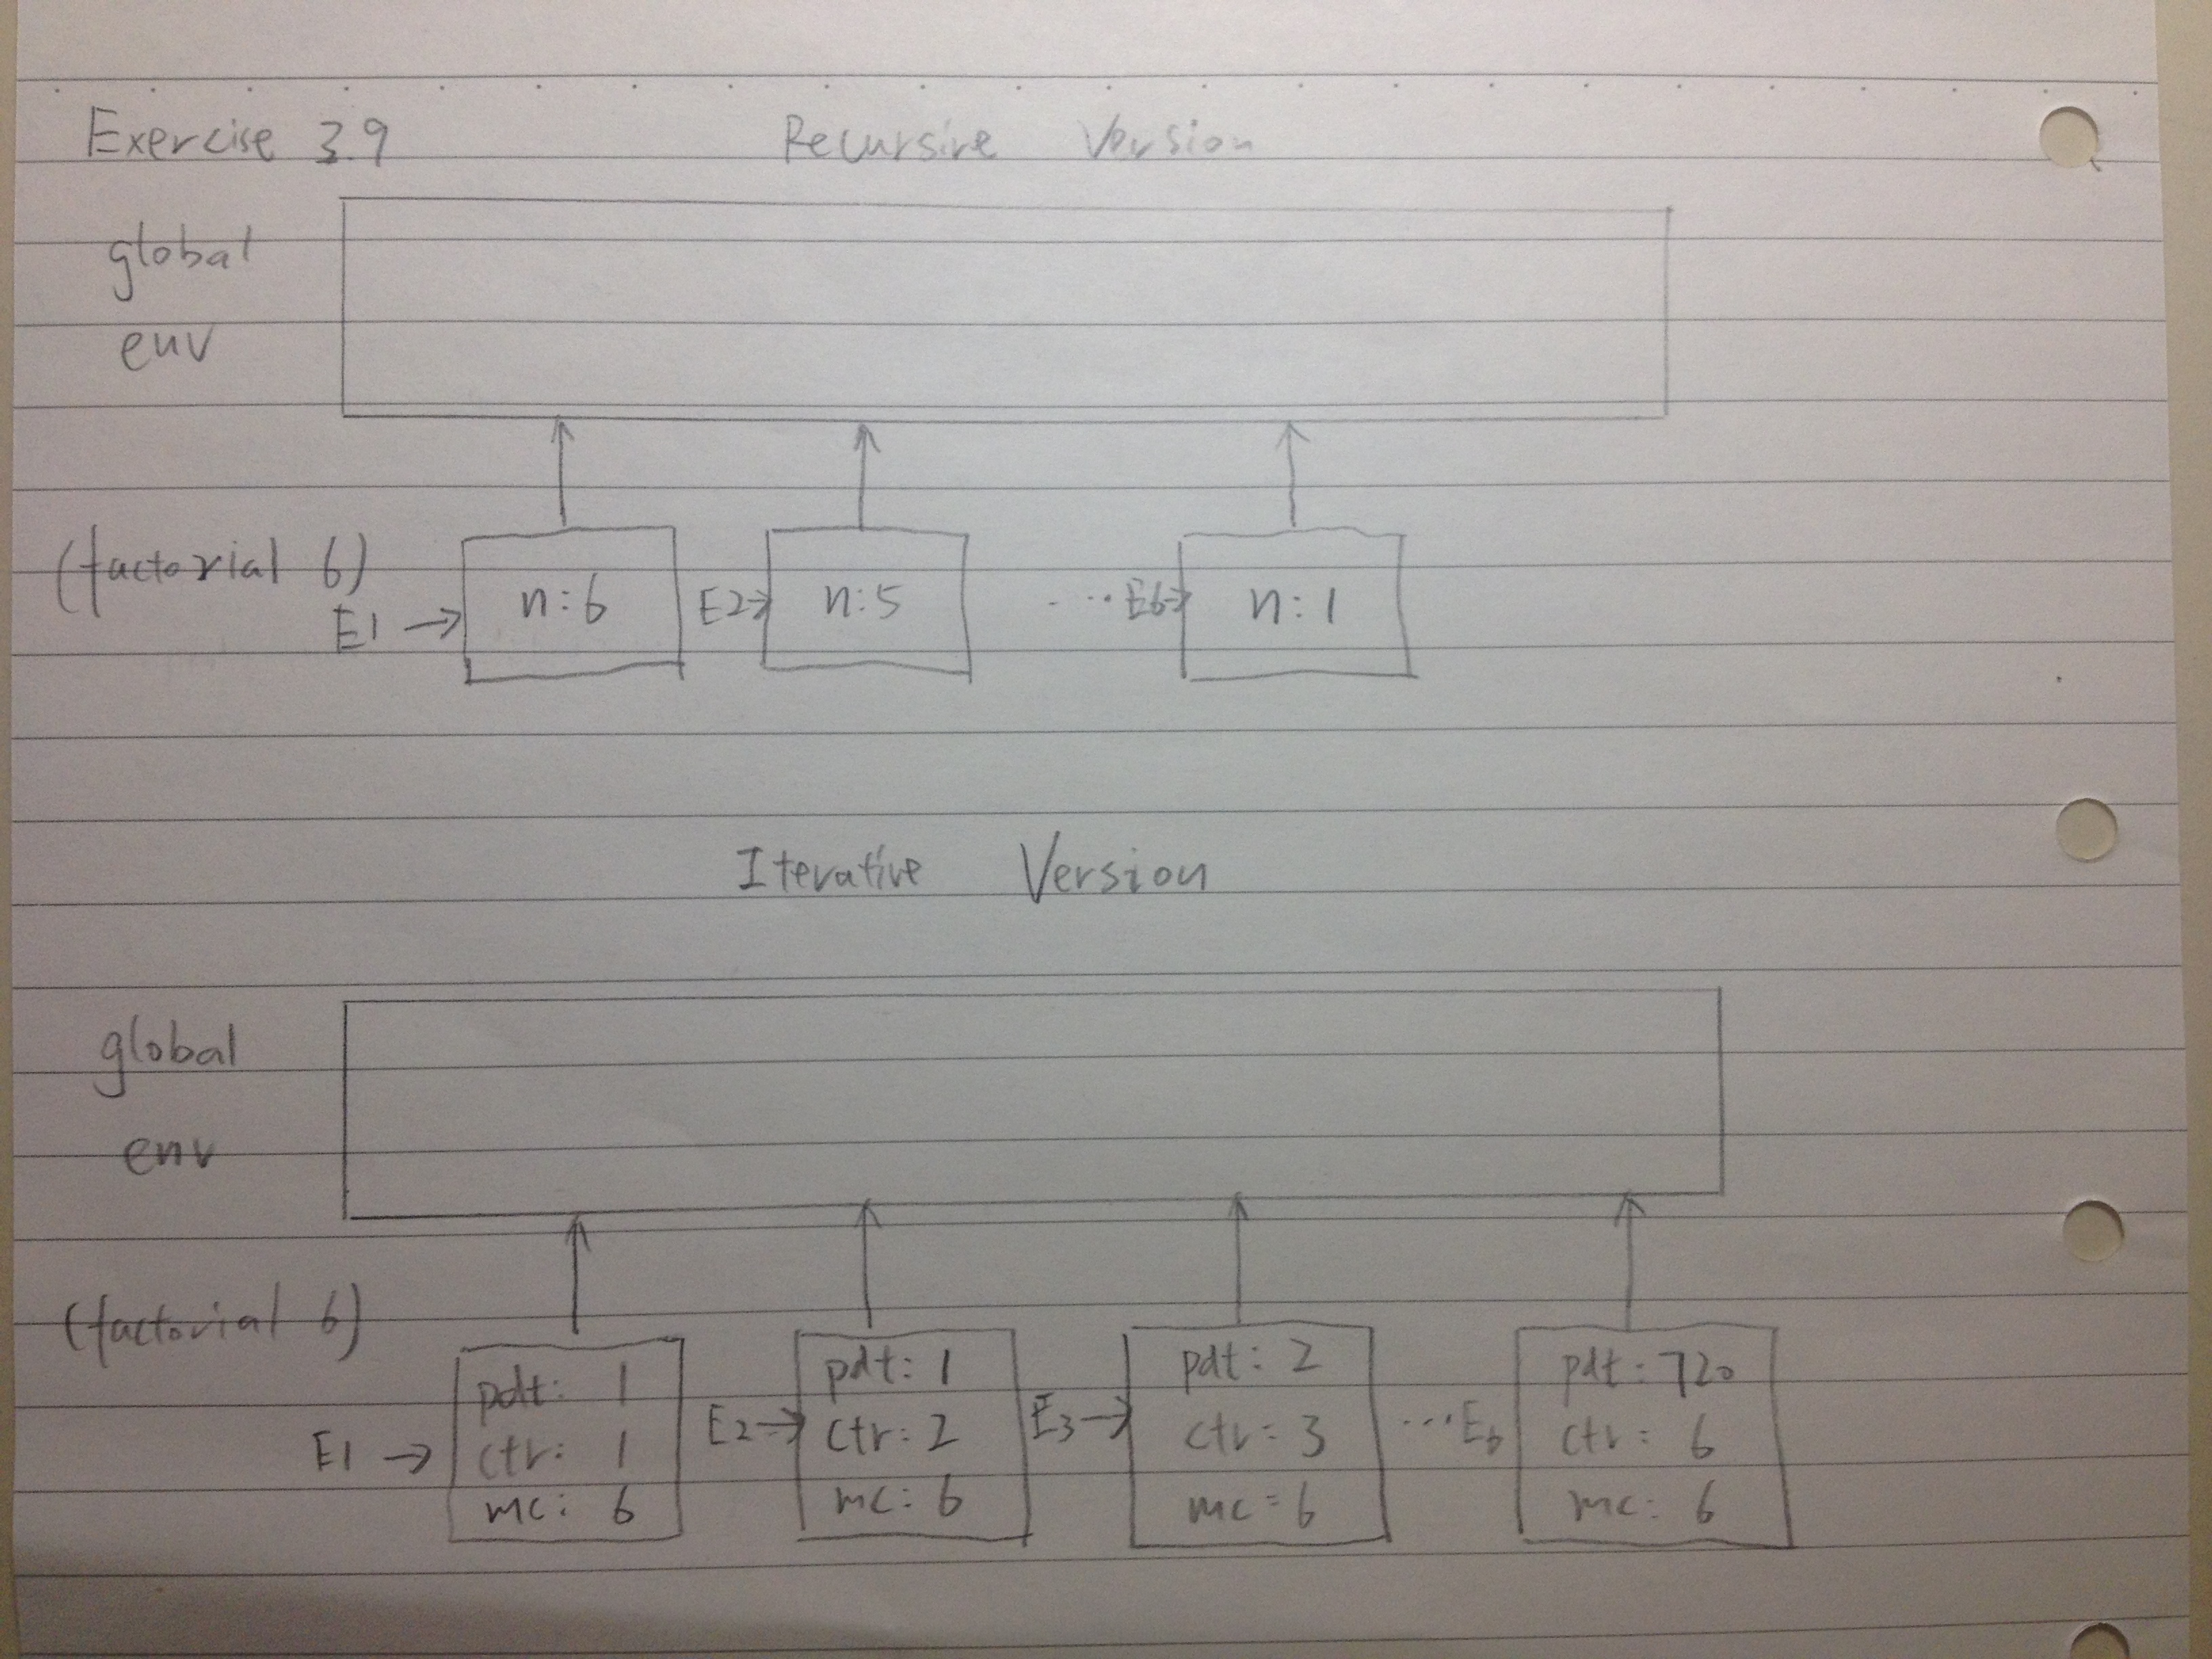 Exercise 3.9 Recursive Version
global
env
(factorial 6)
E1 → n:6 E2→ n:5 ...E6→ n:1
Iterative Version
global
env
(factorial 6)
pdt: 1 pdt: 1 pdt: 2 pdt: 720
E1 → ctr: 1 E2→ ctr: 2 E3→ ctr: 3 ...E6 ctr: 6
mc: 6 mc: 6 mc = 6 mc: 6